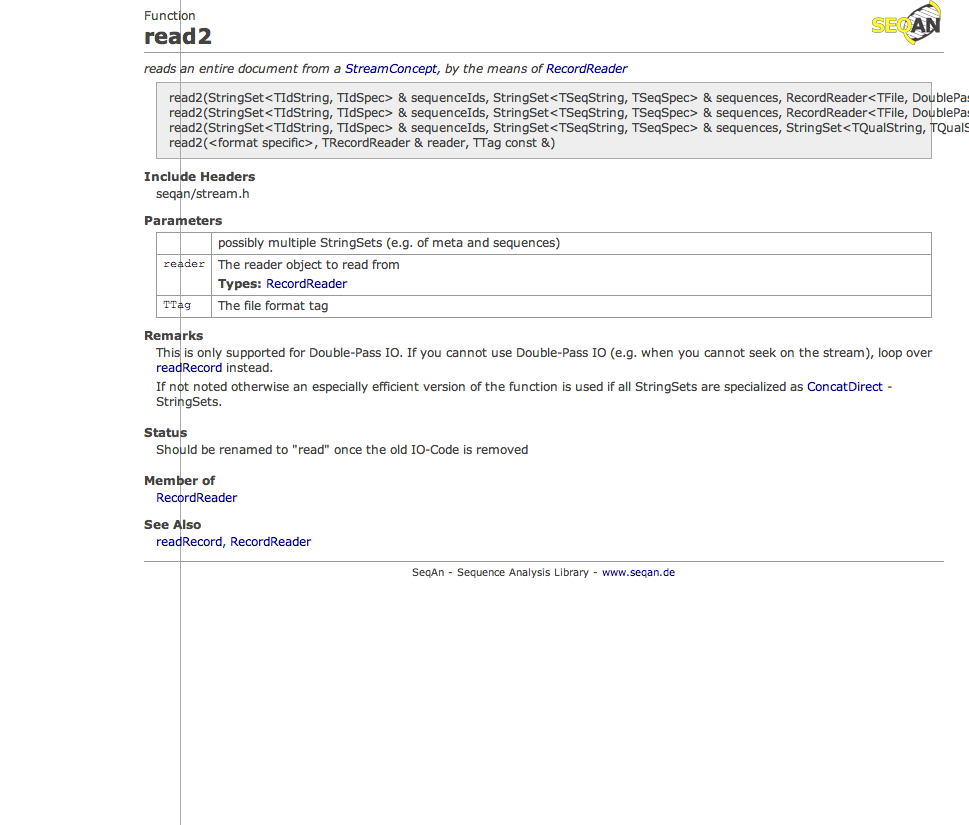 Function
SEQAN
read2
reads an entire document from a StreamConcept, by the means of RecordReader
read2(StringSet<TIdString, TIdSpec> & sequenceIds, StringSet<TSeqString, TSeqSpec> & sequences, RecordReader<TFile, DoublePas
read2(StringSet<TIdString, TIdSpec> & sequenceIds, StringSet<TSeqString, TSeqSpec> & sequences, RecordReader<TFile, DoublePas
read2(StringSet<TIdString, TIdSpec> & sequenceIds, StringSet<TSeqString, TSeqSpec> & sequences, StringSet<TQualString, TQualS
read2(<format specific>, TRecordReader & reader, TTag const &)
Include Headers
seqan/stream.h
Parameters
possibly multiple StringSets (e.g. of meta and sequences)
reader The reader object to read from
Types: RecordReader
TTag The file format tag
Remarks
This is only supported for Double-Pass IO. If you cannot use Double-Pass IO (e.g. when you cannot seek on the stream), loop over
readRecord instead.
If not noted otherwise an especially efficient version of the function is used if all StringSets are specialized as ConcatDirect -
StringSets.
Status
Should be renamed to "read" once the old IO-Code is removed
Member of
RecordReader
See Also
readRecord, RecordReader
SeqAn - Sequence Analysis Library - www.seqan.de